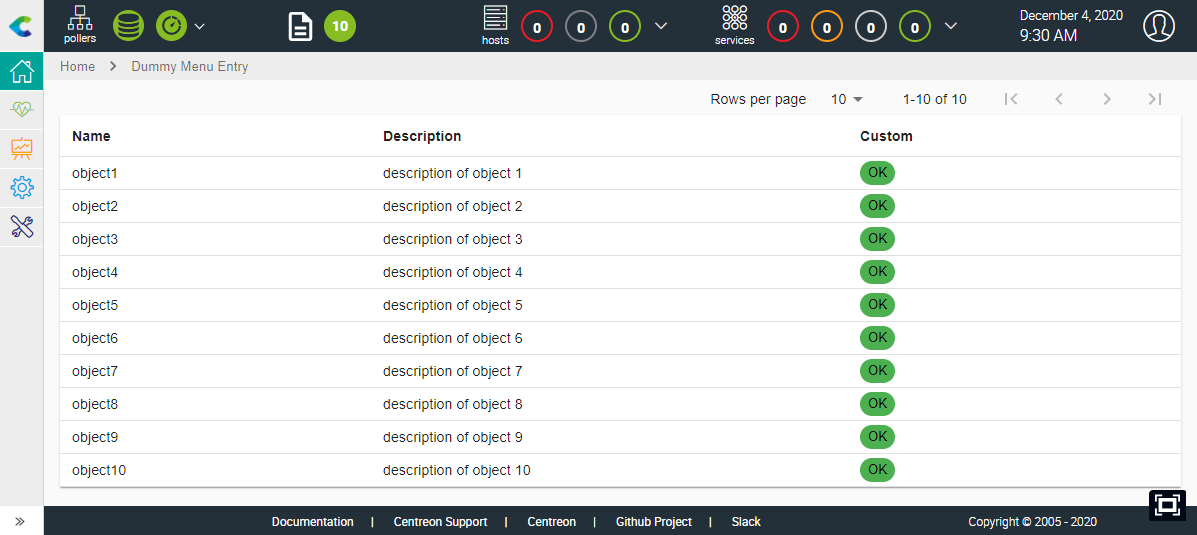 pollers
10
hosts
0
0
0
services
0
0
0
0
December 4, 2020
9:30 AM
Home Dummy Menu Entry
Rows per page 10 1-10 of 10
Name Description Custom
object1 description of object 1 OK
object2 description of object 2 OK
object3 description of object 3 OK
object4 description of object 4 OK
object5 description of object 5 OK
object6 description of object 6 OK
object7 description of object 7 OK
object8 description of object 8 OK
object9 description of object 9 OK
object10 description of object 10 OK
Documentation | Centreon Support | Centreon | Github Project | Slack Copyright © 2005 - 2020